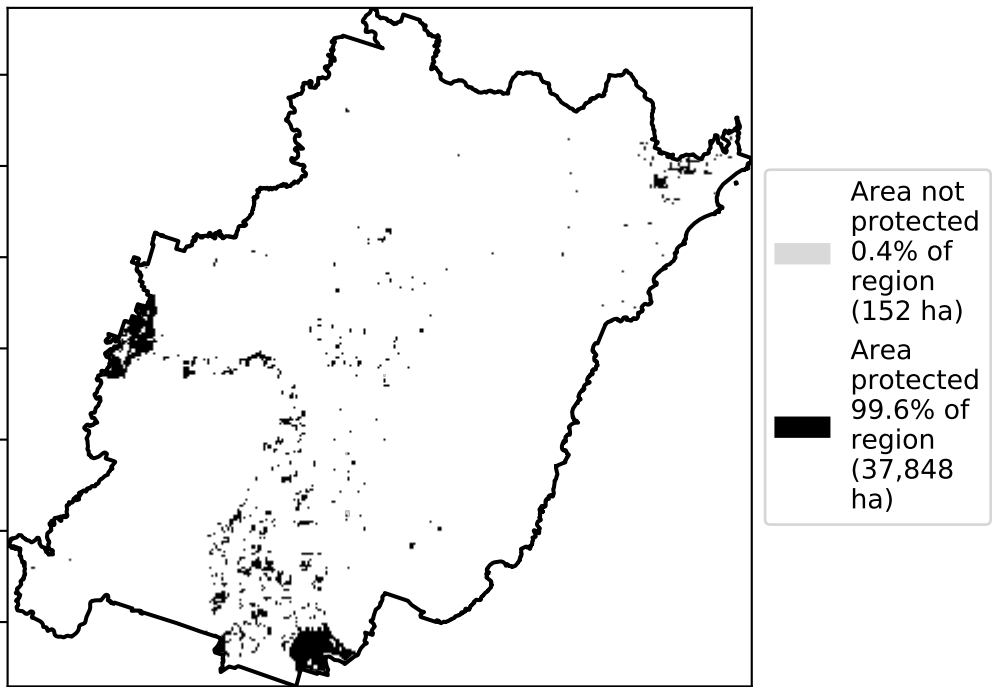 Area not
protected
0.4% of
region
(152 ha)
Area
protected
99.6% of
region
(37,848
ha)